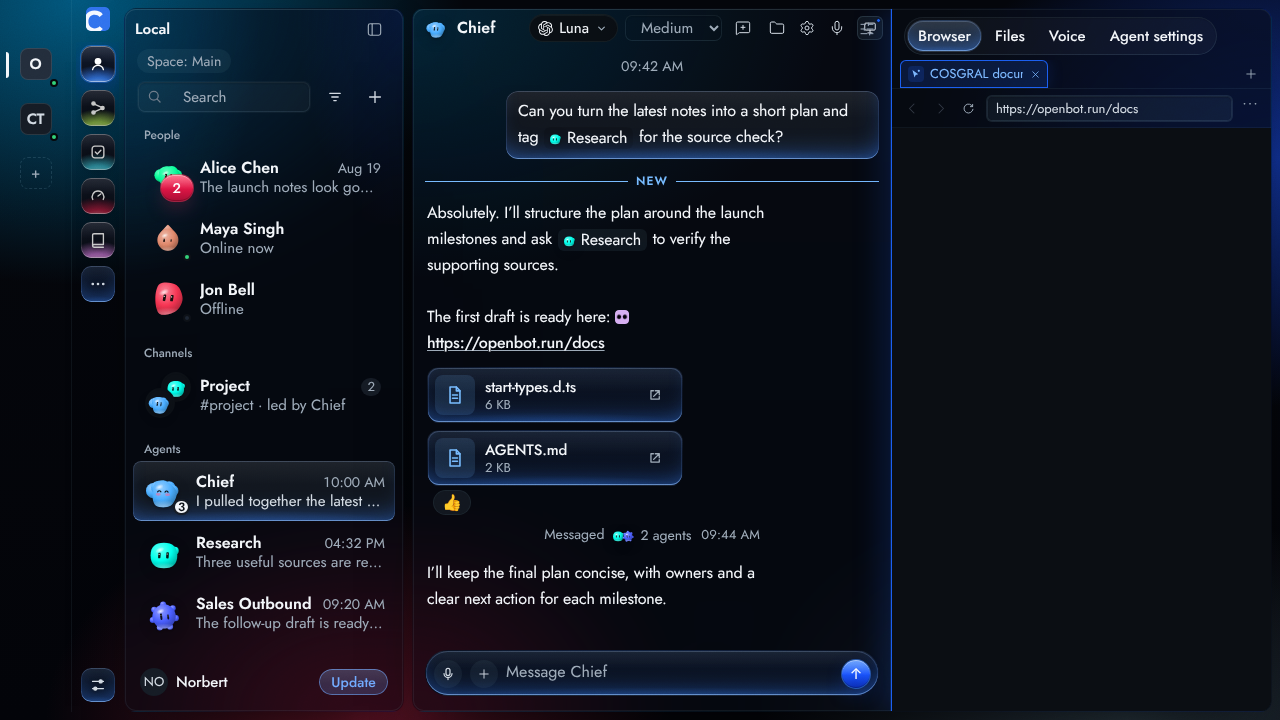 O
CT
Local
Space: Main
Search
People
Alice Chen
Aug 19
The launch notes look go…
2
Maya Singh
Online now
Jon Bell
Offline
Channels
Project
2
#project · led by Chief
Agents
Chief
10:00 AM
I pulled together the latest …
3
Research
04:32 PM
Three useful sources are re…
Sales Outbound
09:20 AM
The follow-up draft is ready…
NO
Norbert
Update
Chief
Luna
Medium
09:42 AM
Can you turn the latest notes into a short plan and
tag Research for the source check?
NEW
Absolutely. I’ll structure the plan around the launch
milestones and ask Research to verify the
supporting sources.
The first draft is ready here:
https://openbot.run/docs
start-types.d.ts
6 KB
AGENTS.md
2 KB
Messaged 2 agents 09:44 AM
I’ll keep the final plan concise, with owners and a
clear next action for each milestone.
Message Chief
Browser
Files
Voice
Agent settings
COSGRAL docur
https://openbot.run/docs